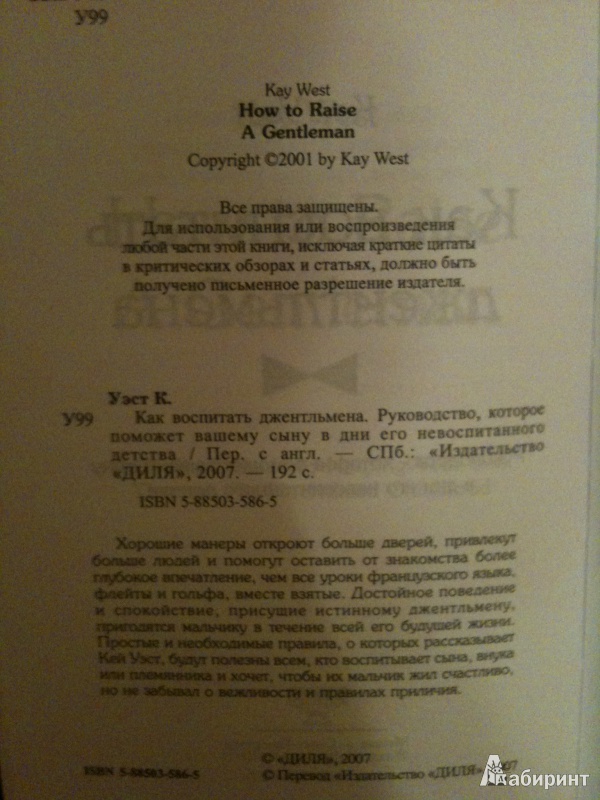 У99
Kay West
How to Raise
A Gentleman
Copyright ©2001 by Kay West
Все права защищены.
Для использования или воспроизведения
любой части этой книги, исключая краткие цитаты
в критических обзорах и статьях, должно быть
получено письменное разрешение издателя.
Уэст К.
У99 Как воспитать джентльмена. Руководство, которое
поможет вашему сыну в дни его невоспитанного
детства / Пер. с англ. — СПб.: «Издательство
«ДИЛЯ», 2007. — 192 с.
ISBN 5-88503-586-5
Хорошие манеры откроют больше дверей, привлекут
больше людей и помогут оставить от знакомства более
глубокое впечатление, чем все уроки французского языка,
флейты и гольфа, вместе взятые. Достойное поведение
и спокойствие, присущие истинному джентльмену,
пригодятся мальчику в течение всей его будущей жизни.
Простые и необходимые правила, о которых рассказывает
Кей Уэст, будут полезны всем, кто воспитывает сына, внука
или племянника и хочет, чтобы их мальчик жил счастливо,
но не забывал о вежливости и правилах приличия.
© «ДИЛЯ», 2007
ISBN 5-88503-586-5 © Перевод «Издательство «ДИЛЯ», 2007
Лабиринт